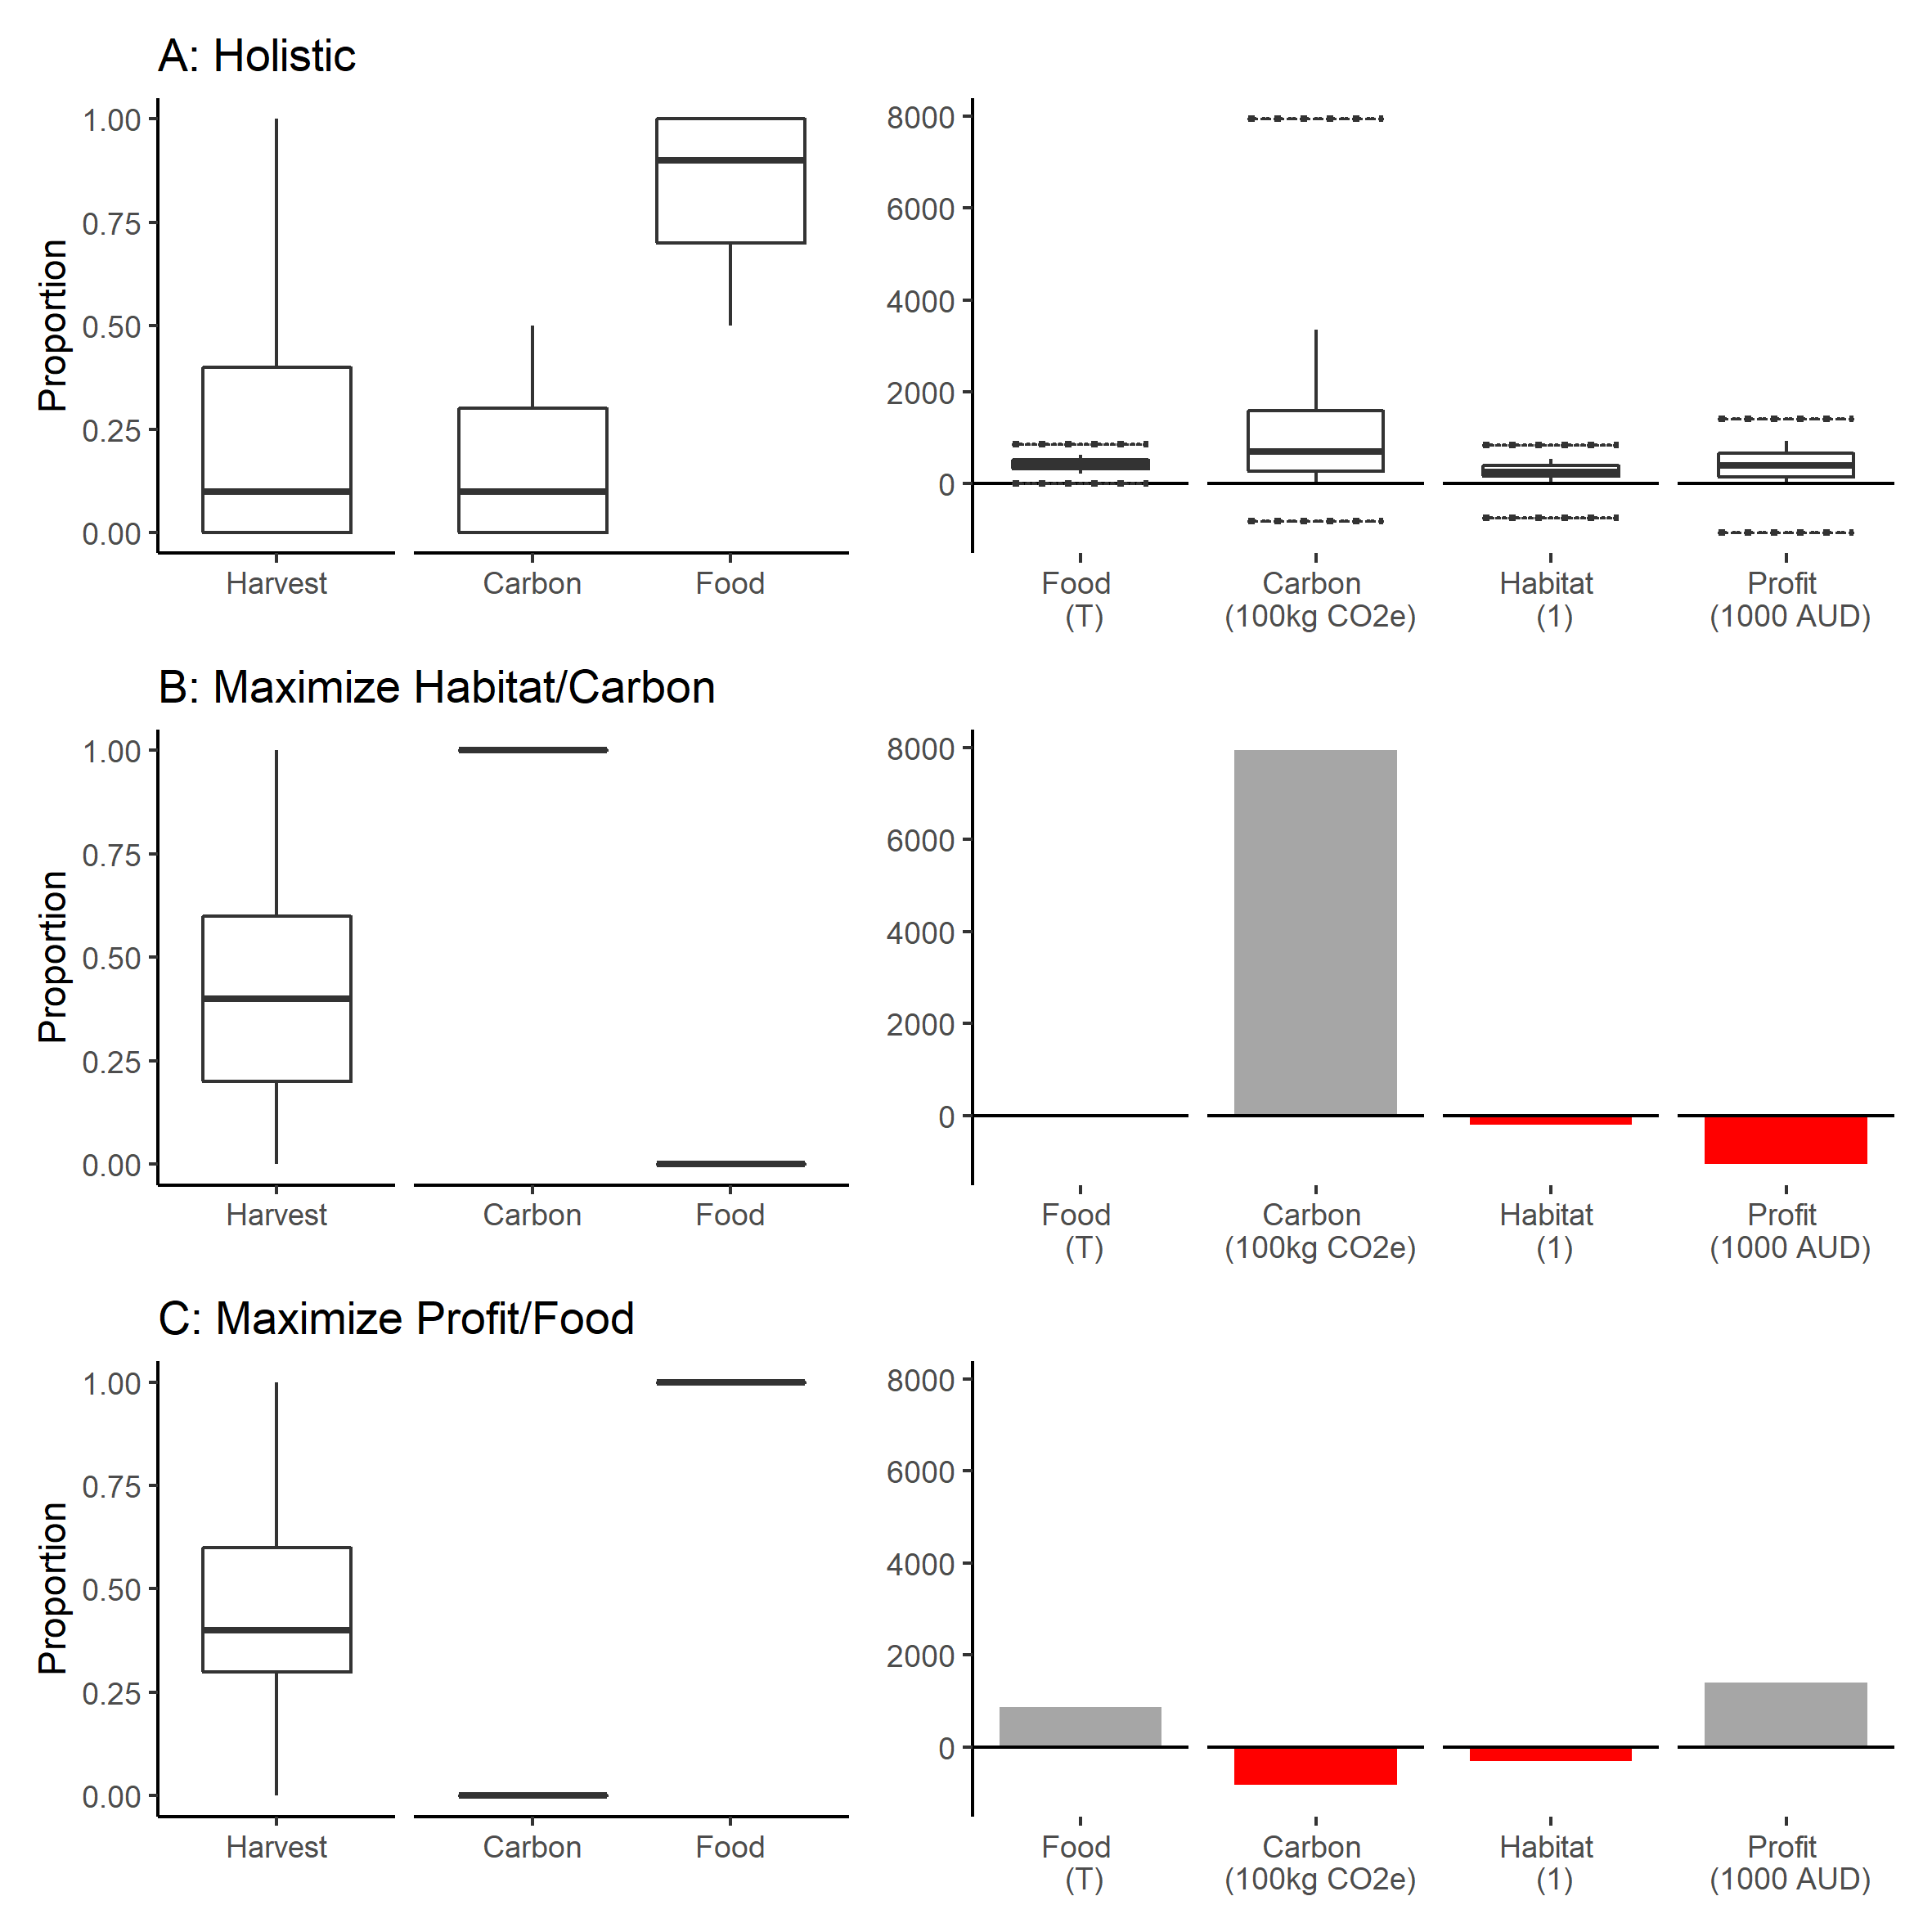 A: Holistic
Proportion
1.00
0.75
0.50
0.25
0.00
Harvest
Carbon
Food
8000
6000
4000
2000
0
Food
(T)
Carbon
(100kg CO2e)
Habitat
(1)
Profit
(1000 AUD)
B: Maximize Habitat/Carbon
Proportion
1.00
0.75
0.50
0.25
0.00
Harvest
Carbon
Food
8000
6000
4000
2000
0
Food
(T)
Carbon
(100kg CO2e)
Habitat
(1)
Profit
(1000 AUD)
C: Maximize Profit/Food
Proportion
1.00
0.75
0.50
0.25
0.00
Harvest
Carbon
Food
8000
6000
4000
2000
0
Food
(T)
Carbon
(100kg CO2e)
Habitat
(1)
Profit
(1000 AUD)